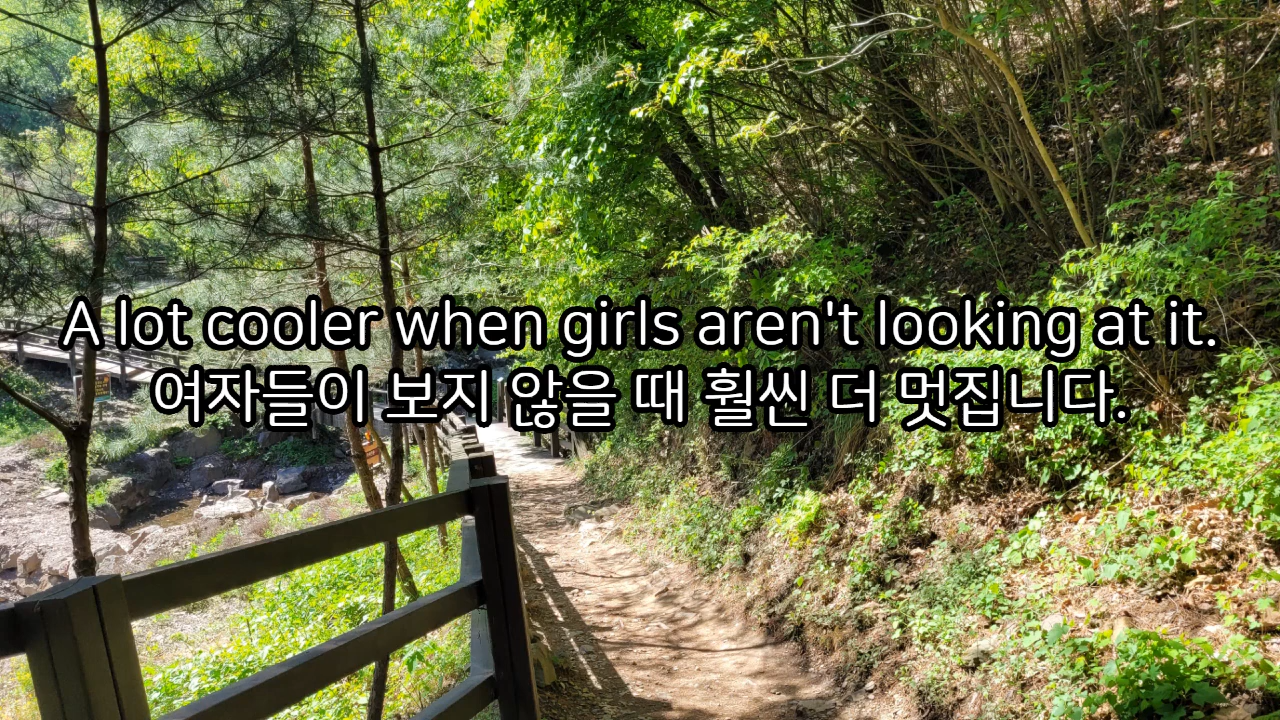 A lot cooler when girls aren't looking at it.
여자들이 보지 않을 때 훨씬 더 멋집니다.